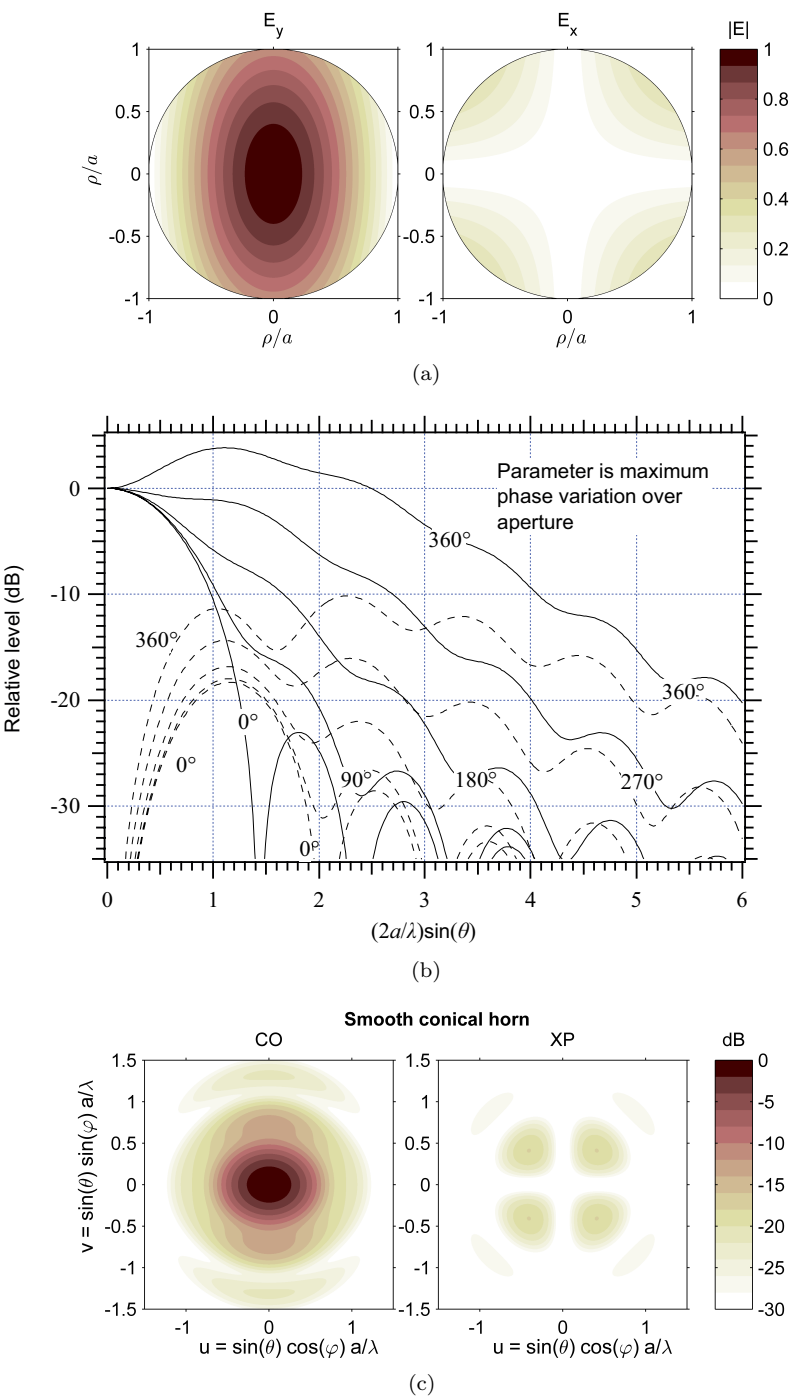 E_y E_x |E|
1
0.5 0.8
ρ/a 0 0.6
0.4
-0.5 0.2
-1 -1 0
-1 0 1 -1 0 1
ρ/a ρ/a
(a)
Parameter is maximum
phase variation over
aperture
0
360°
-10
360°
360°
-20
0°
0°
90° 180° 270°
-30
0°
0 1 2 3 4 5 6
Relative level (dB)
(2a/λ)sin(θ)
(b)
Smooth conical horn
CO XP dB
1.5 1.5 0
1 1 -5
0.5 0.5 -10
0 0 -15
-0.5 -0.5 -20
-1 -1 -25
-1.5 -1.5 -30
v = sin(θ) sin(φ) a/λ
-1 0 1 -1 0 1
u = sin(θ) cos(φ) a/λ u = sin(θ) cos(φ) a/λ
(c)